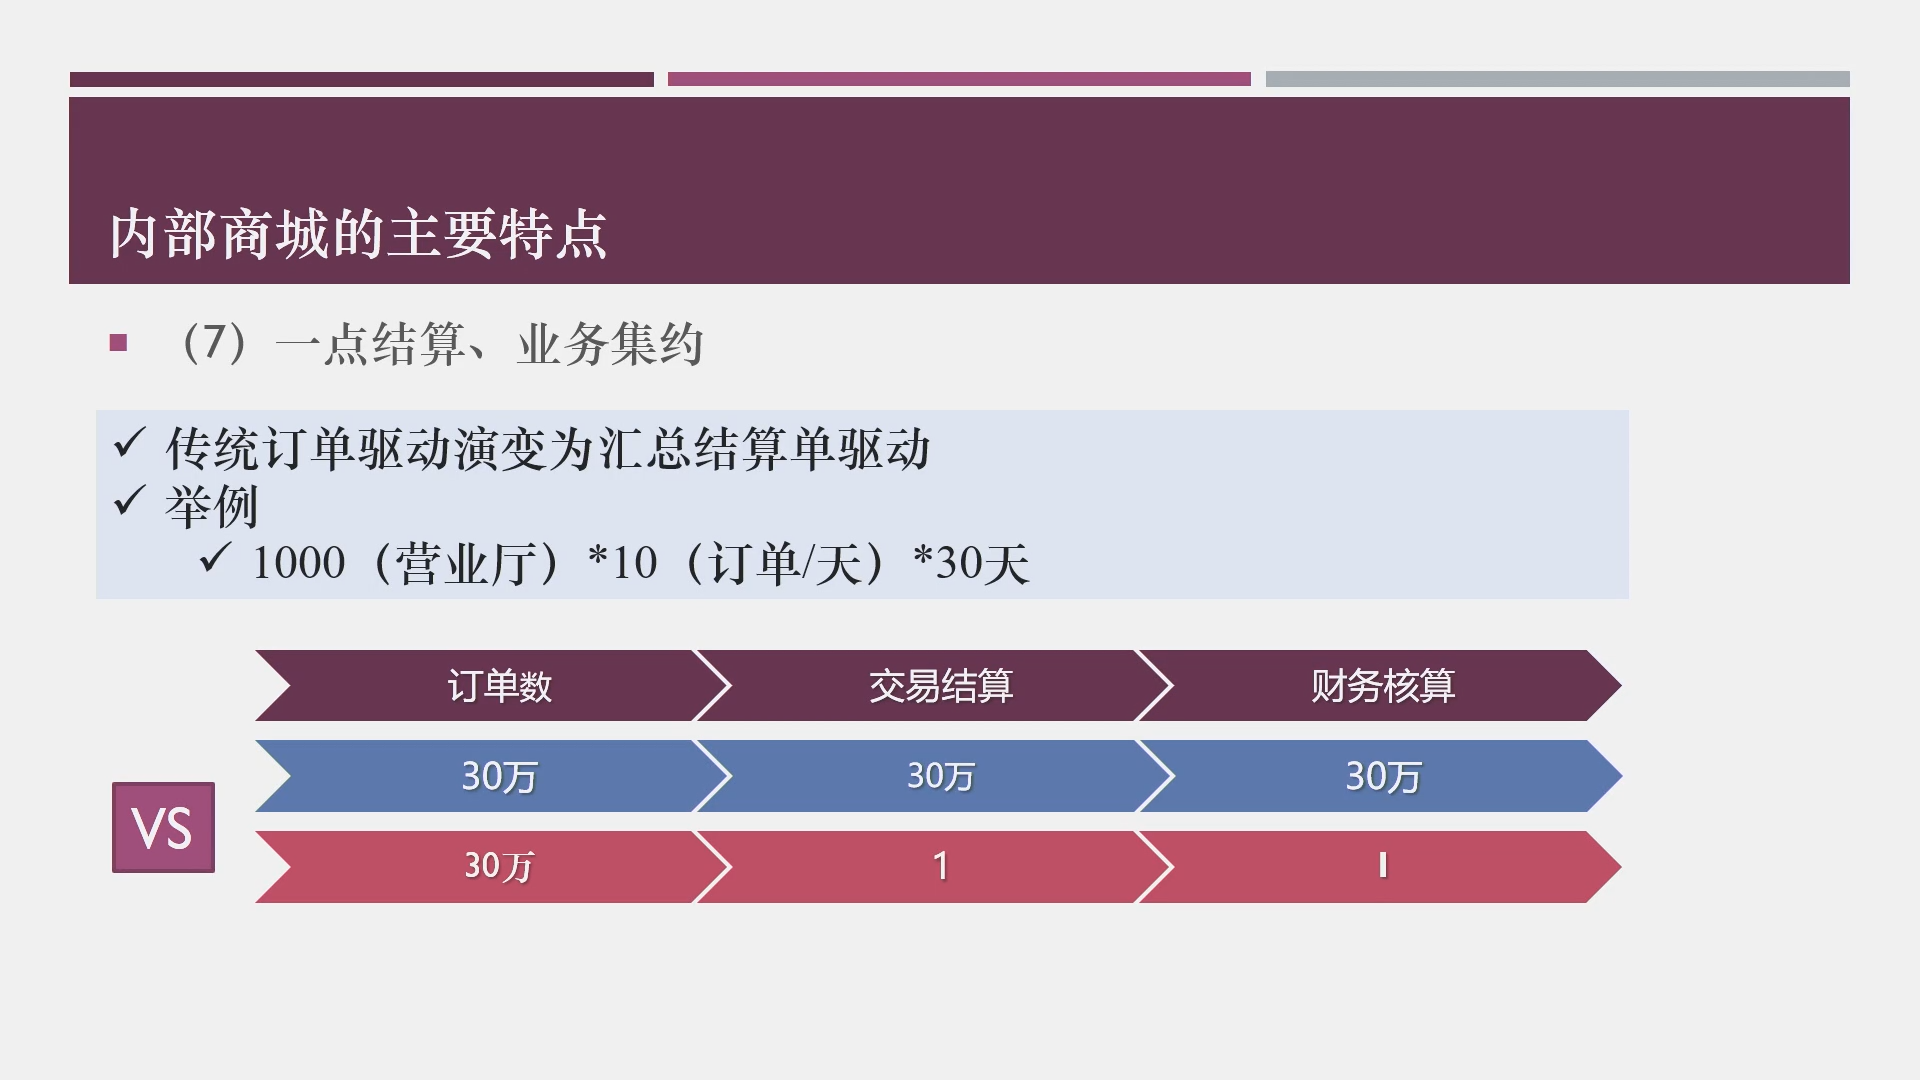 内部商城的主要特点
（7）一点结算、业务集约
传统订单驱动演变为汇总结算单驱动
举例
1000（营业厅）*10（订单/天）*30天
订单数 交易结算 财务核算
30万 30万 30万
VS
30万 1 1